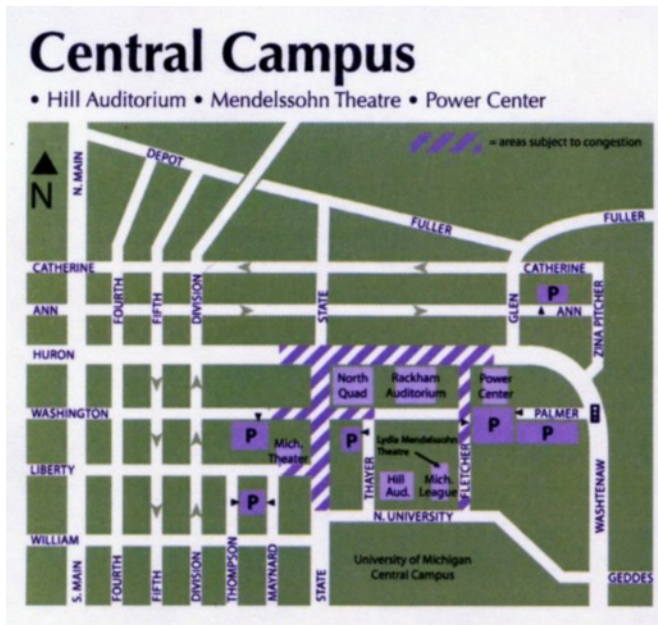 Central Campus
• Hill Auditorium • Mendelssohn Theatre • Power Center
= areas subject to congestion
N
N. MAIN
DEPOT
FULLER
FULLER
CATHERINE
CATHERINE
FOURTH
FIFTH
DIVISION
STATE
GLEN
P
ZINA PITCHER
ANN
ANN
HURON
North
Quad
Rackham
Auditorium
Power
Center
WASHINGTON
PALMER
P
Mich.
Theater
P
Lydia Mendelssohn
Theatre
P
P
LIBERTY
THAYER
Hill
Aud.
Mich.
League
FLETCHER
WASHTENAW
P
N. UNIVERSITY
WILLIAM
S. MAIN
FOURTH
FIFTH
DIVISION
THOMPSON
MAYNARD
STATE
University of Michigan
Central Campus
GEDDES